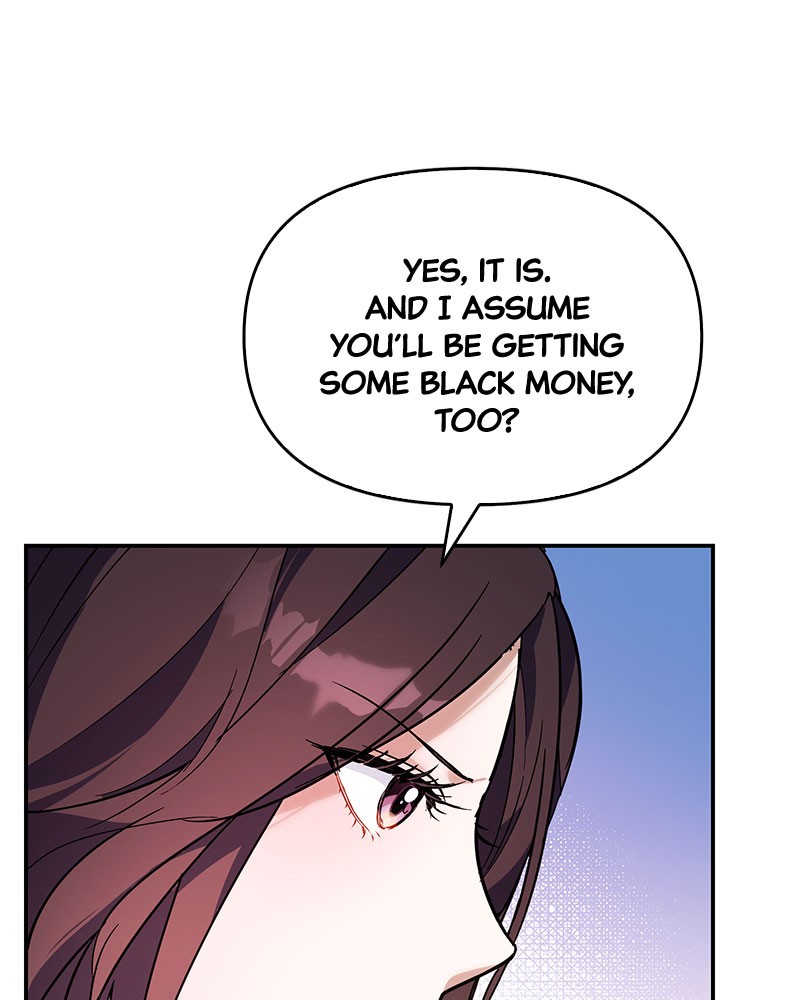 YES, IT IS.
AND I ASSUME
YOU'LL BE GETTING
SOME BLACK MONEY,
TOO?